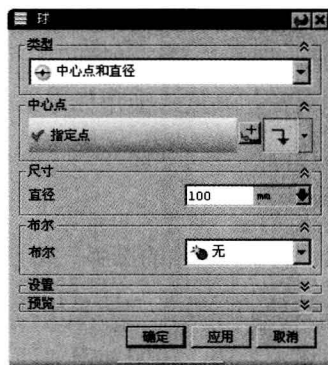 球
类型
中心点和直径
中心点
指定点
尺寸
直径 100 mm
布尔
布尔 无
设置
预览
确定 应用 取消